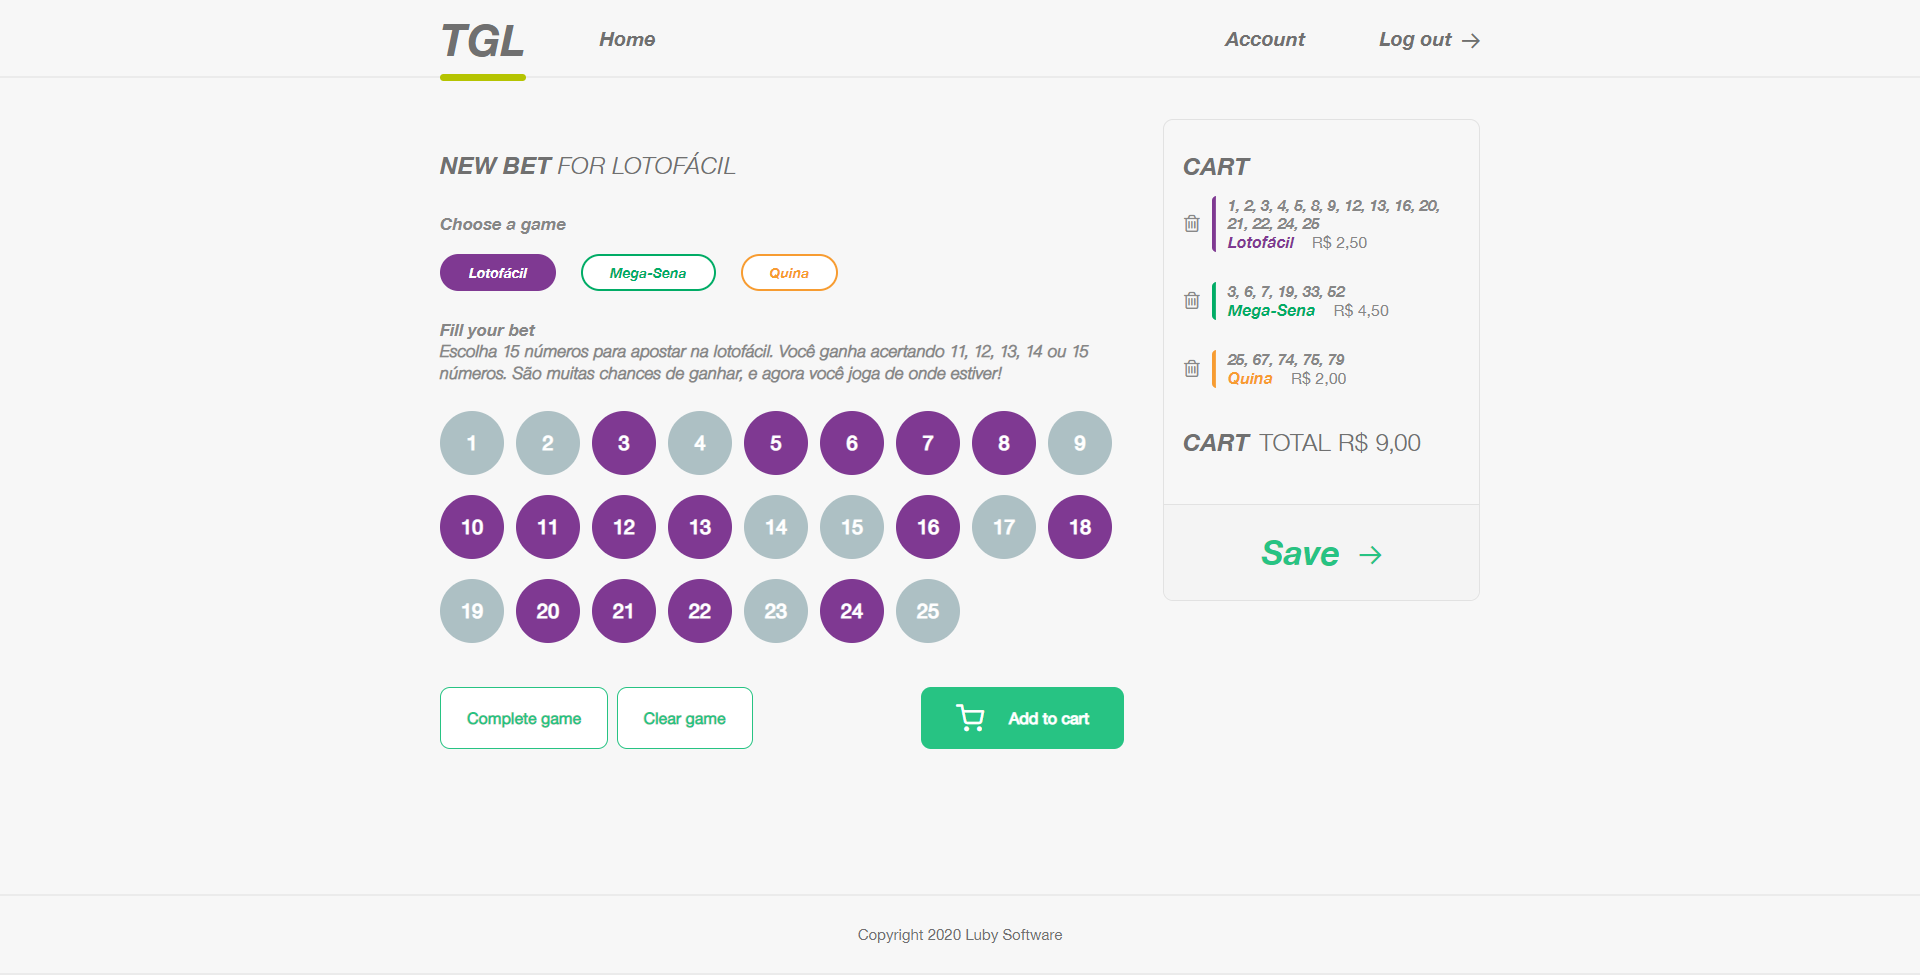 TGL
Home
Account
Log out
NEW BET FOR LOTOFÁCIL
Choose a game
Lotofácil
Mega-Sena
Quina
Fill your bet
Escolha 15 números para apostar na lotofácil. Você ganha acertando 11, 12, 13, 14 ou 15
números. São muitas chances de ganhar, e agora você joga de onde estiver!
1 2 3 4 5 6 7 8 9
10 11 12 13 14 15 16 17 18
19 20 21 22 23 24 25
Complete game
Clear game
Add to cart
CART
1, 2, 3, 4, 5, 8, 9, 12, 13, 16, 20,
21, 22, 24, 25
Lotofácil R$ 2,50
3, 6, 7, 19, 33, 52
Mega-Sena R$ 4,50
25, 67, 74, 75, 79
Quina R$ 2,00
CART TOTAL R$ 9,00
Save
Copyright 2020 Luby Software